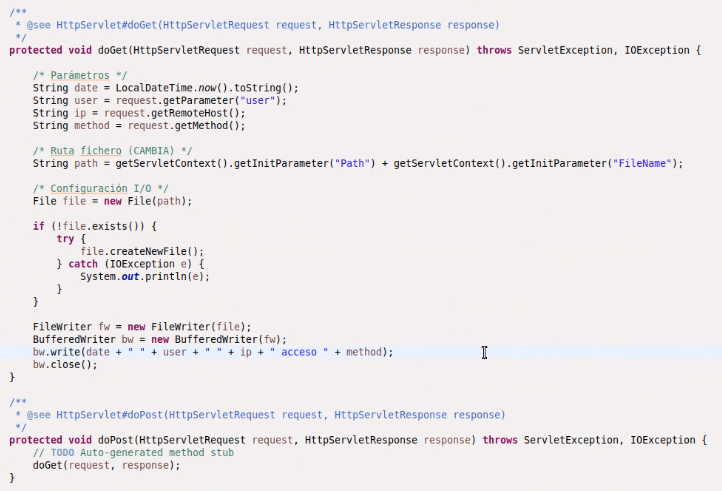 /**
 * @see HttpServlet#doGet(HttpServletRequest request, HttpServletResponse response)
 */
protected void doGet(HttpServletRequest request, HttpServletResponse response) throws ServletException, IOException {
    /* Parámetros */
    String date = LocalDateTime.now().toString();
    String user = request.getParameter("user");
    String ip = request.getRemoteHost();
    String method = request.getMethod();
    /* Ruta fichero (CAMBIA) */
    String path = getServletContext().getInitParameter("Path") + getServletContext().getInitParameter("FileName");
    /* Configuración I/O */
    File file = new File(path);
    if (!file.exists()) {
        try {
            file.createNewFile();
        } catch (IOException e) {
            System.out.println(e);
        }
    }
    FileWriter fw = new FileWriter(file);
    BufferedWriter bw = new BufferedWriter(fw);
    bw.write(date + " " + user + " " + ip + " acceso " + method);
    bw.close();
}
/**
 * @see HttpServlet#doPost(HttpServletRequest request, HttpServletResponse response)
 */
protected void doPost(HttpServletRequest request, HttpServletResponse response) throws ServletException, IOException {
    // TODO Auto-generated method stub
    doGet(request, response);
}